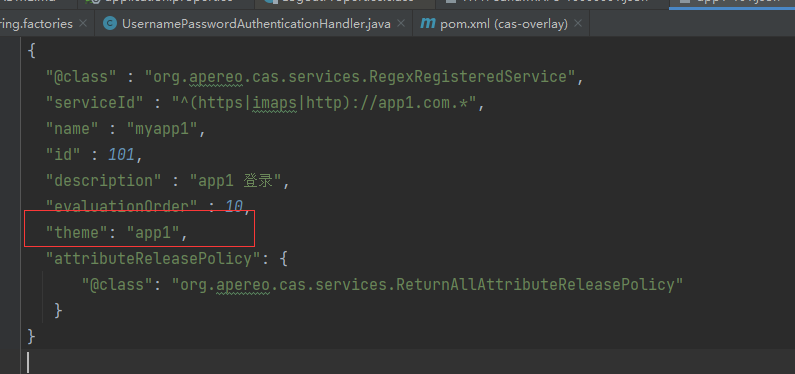 ring.factories
UsernamePasswordAuthenticationHandler.java
pom.xml (cas-overlay)
{
"@class" : "org.apereo.cas.services.RegexRegisteredService",
"serviceId" : "^(https|imaps|http)://app1.com.*",
"name" : "myapp1",
"id" : 101,
"description" : "app1 登录",
"evaluationOrder" : 10,
"theme": "app1",
"attributeReleasePolicy": {
"@class": "org.apereo.cas.services.ReturnAllAttributeReleasePolicy"
}
}